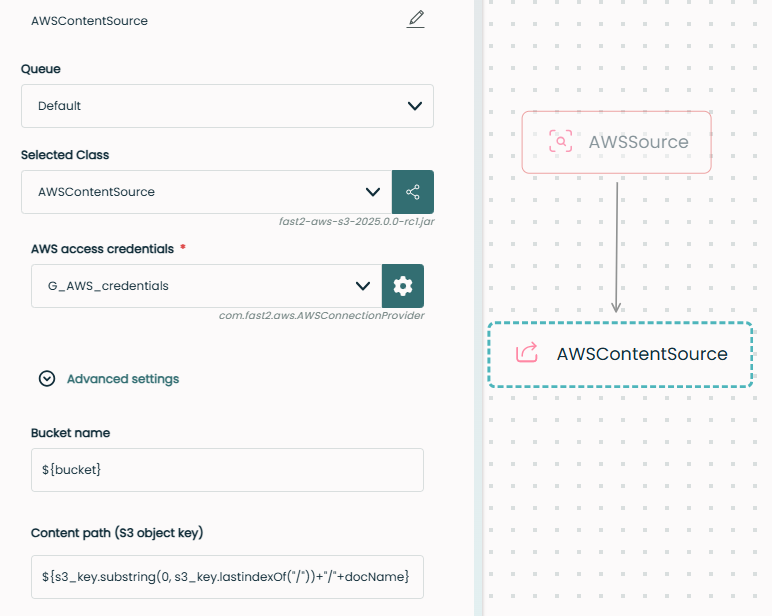 AWSContentSource
Queue
Default
Selected Class
AWSContentSource
fast2-aws-s3-2025.0.0-rc1.jar
AWS access credentials *
G_AWS_credentials
com.fast2.aws.AWSConnectionProvider
Advanced settings
Bucket name
${bucket}
Content path (S3 object key)
${s3_key.substring(0, s3_key.lastindexOf("/"))+"/"+docName}
AWSSource
AWSContentSource